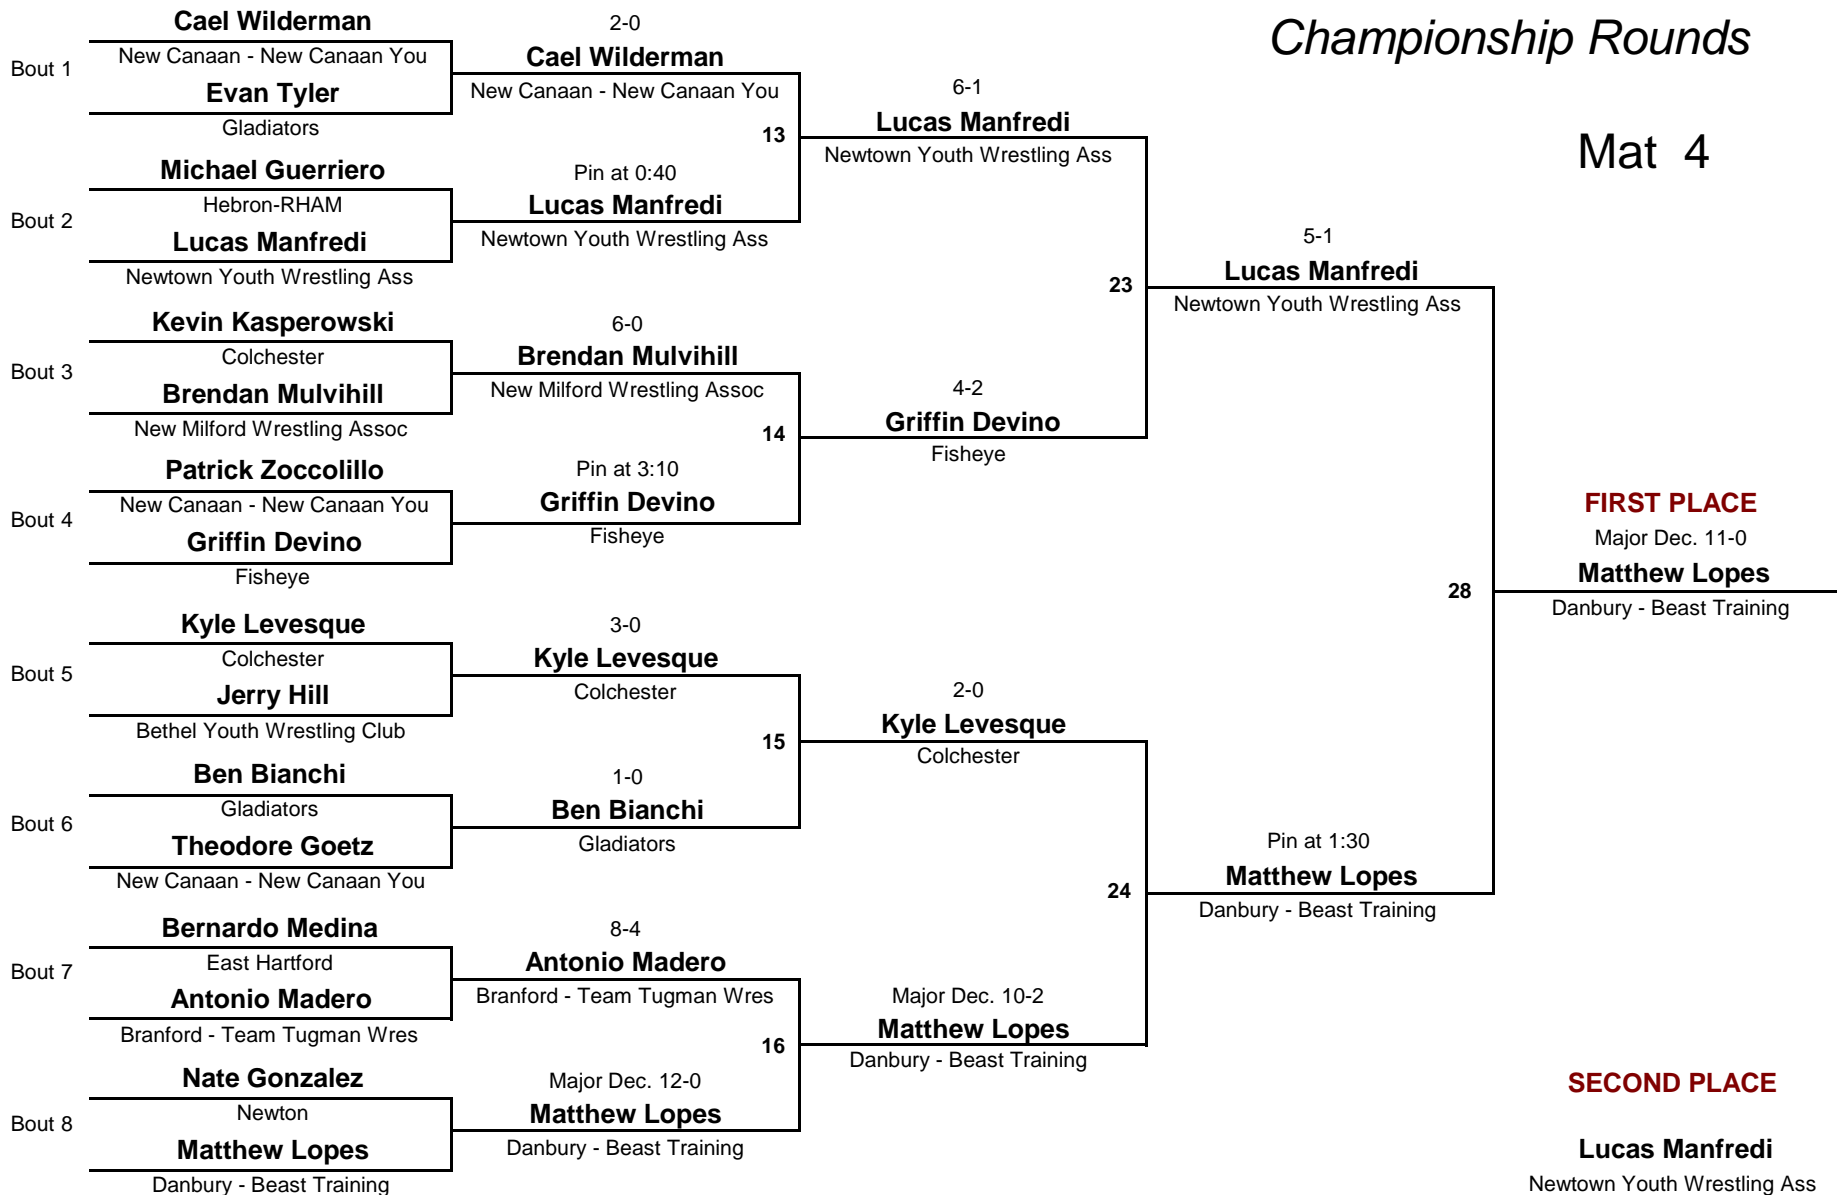 Championship Rounds
Mat 4
Cael Wilderman
New Canaan - New Canaan You
Bout 1
Evan Tyler
Gladiators
Michael Guerriero
Hebron-RHAM
Bout 2
Lucas Manfredi
Newtown Youth Wrestling Ass
Kevin Kasperowski
Colchester
Bout 3
Brendan Mulvihill
New Milford Wrestling Assoc
Patrick Zoccolillo
New Canaan - New Canaan You
Bout 4
Griffin Devino
Fisheye
Kyle Levesque
Colchester
Bout 5
Jerry Hill
Bethel Youth Wrestling Club
Ben Bianchi
Gladiators
Bout 6
Theodore Goetz
New Canaan - New Canaan You
Bernardo Medina
East Hartford
Bout 7
Antonio Madero
Branford - Team Tugman Wres
Nate Gonzalez
Newton
Bout 8
Matthew Lopes
Danbury - Beast Training
2-0
Cael Wilderman
New Canaan - New Canaan You
13
Pin at 0:40
Lucas Manfredi
Newtown Youth Wrestling Ass
6-0
Brendan Mulvihill
New Milford Wrestling Assoc
14
Pin at 3:10
Griffin Devino
Fisheye
3-0
Kyle Levesque
Colchester
15
1-0
Ben Bianchi
Gladiators
8-4
Antonio Madero
Branford - Team Tugman Wres
16
Major Dec. 12-0
Matthew Lopes
Danbury - Beast Training
6-1
Lucas Manfredi
Newtown Youth Wrestling Ass
23
4-2
Griffin Devino
Fisheye
2-0
Kyle Levesque
Colchester
24
Major Dec. 10-2
Matthew Lopes
Danbury - Beast Training
5-1
Lucas Manfredi
Newtown Youth Wrestling Ass
28
Pin at 1:30
Matthew Lopes
Danbury - Beast Training
FIRST PLACE
Major Dec. 11-0
Matthew Lopes
Danbury - Beast Training
SECOND PLACE
Lucas Manfredi
Newtown Youth Wrestling Ass